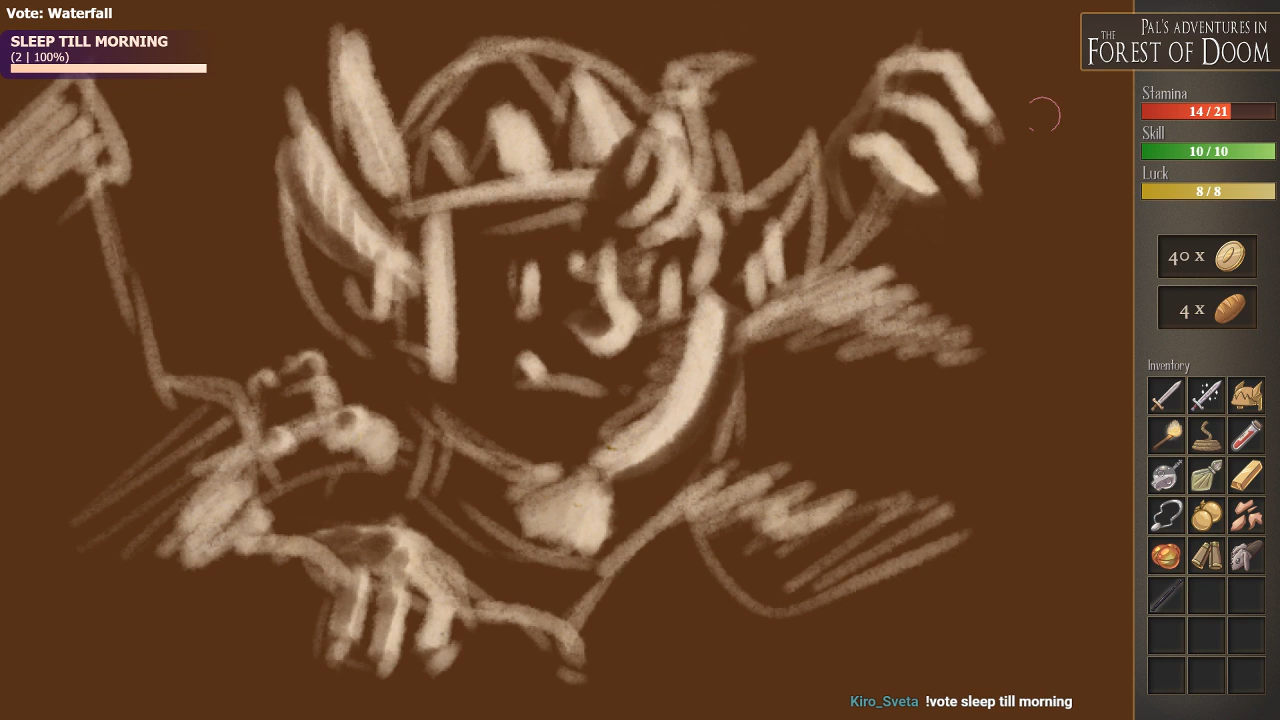 Vote: Waterfall
SLEEP TILL MORNING
(2 | 100%)
PAL'S ADVENTURES IN
THE
FOREST OF DOOM
Stamina
14 / 21
Skill
10 / 10
Luck
8 / 8
40 x
4 x
Inventory
Kiro_Sveta !vote sleep till morning